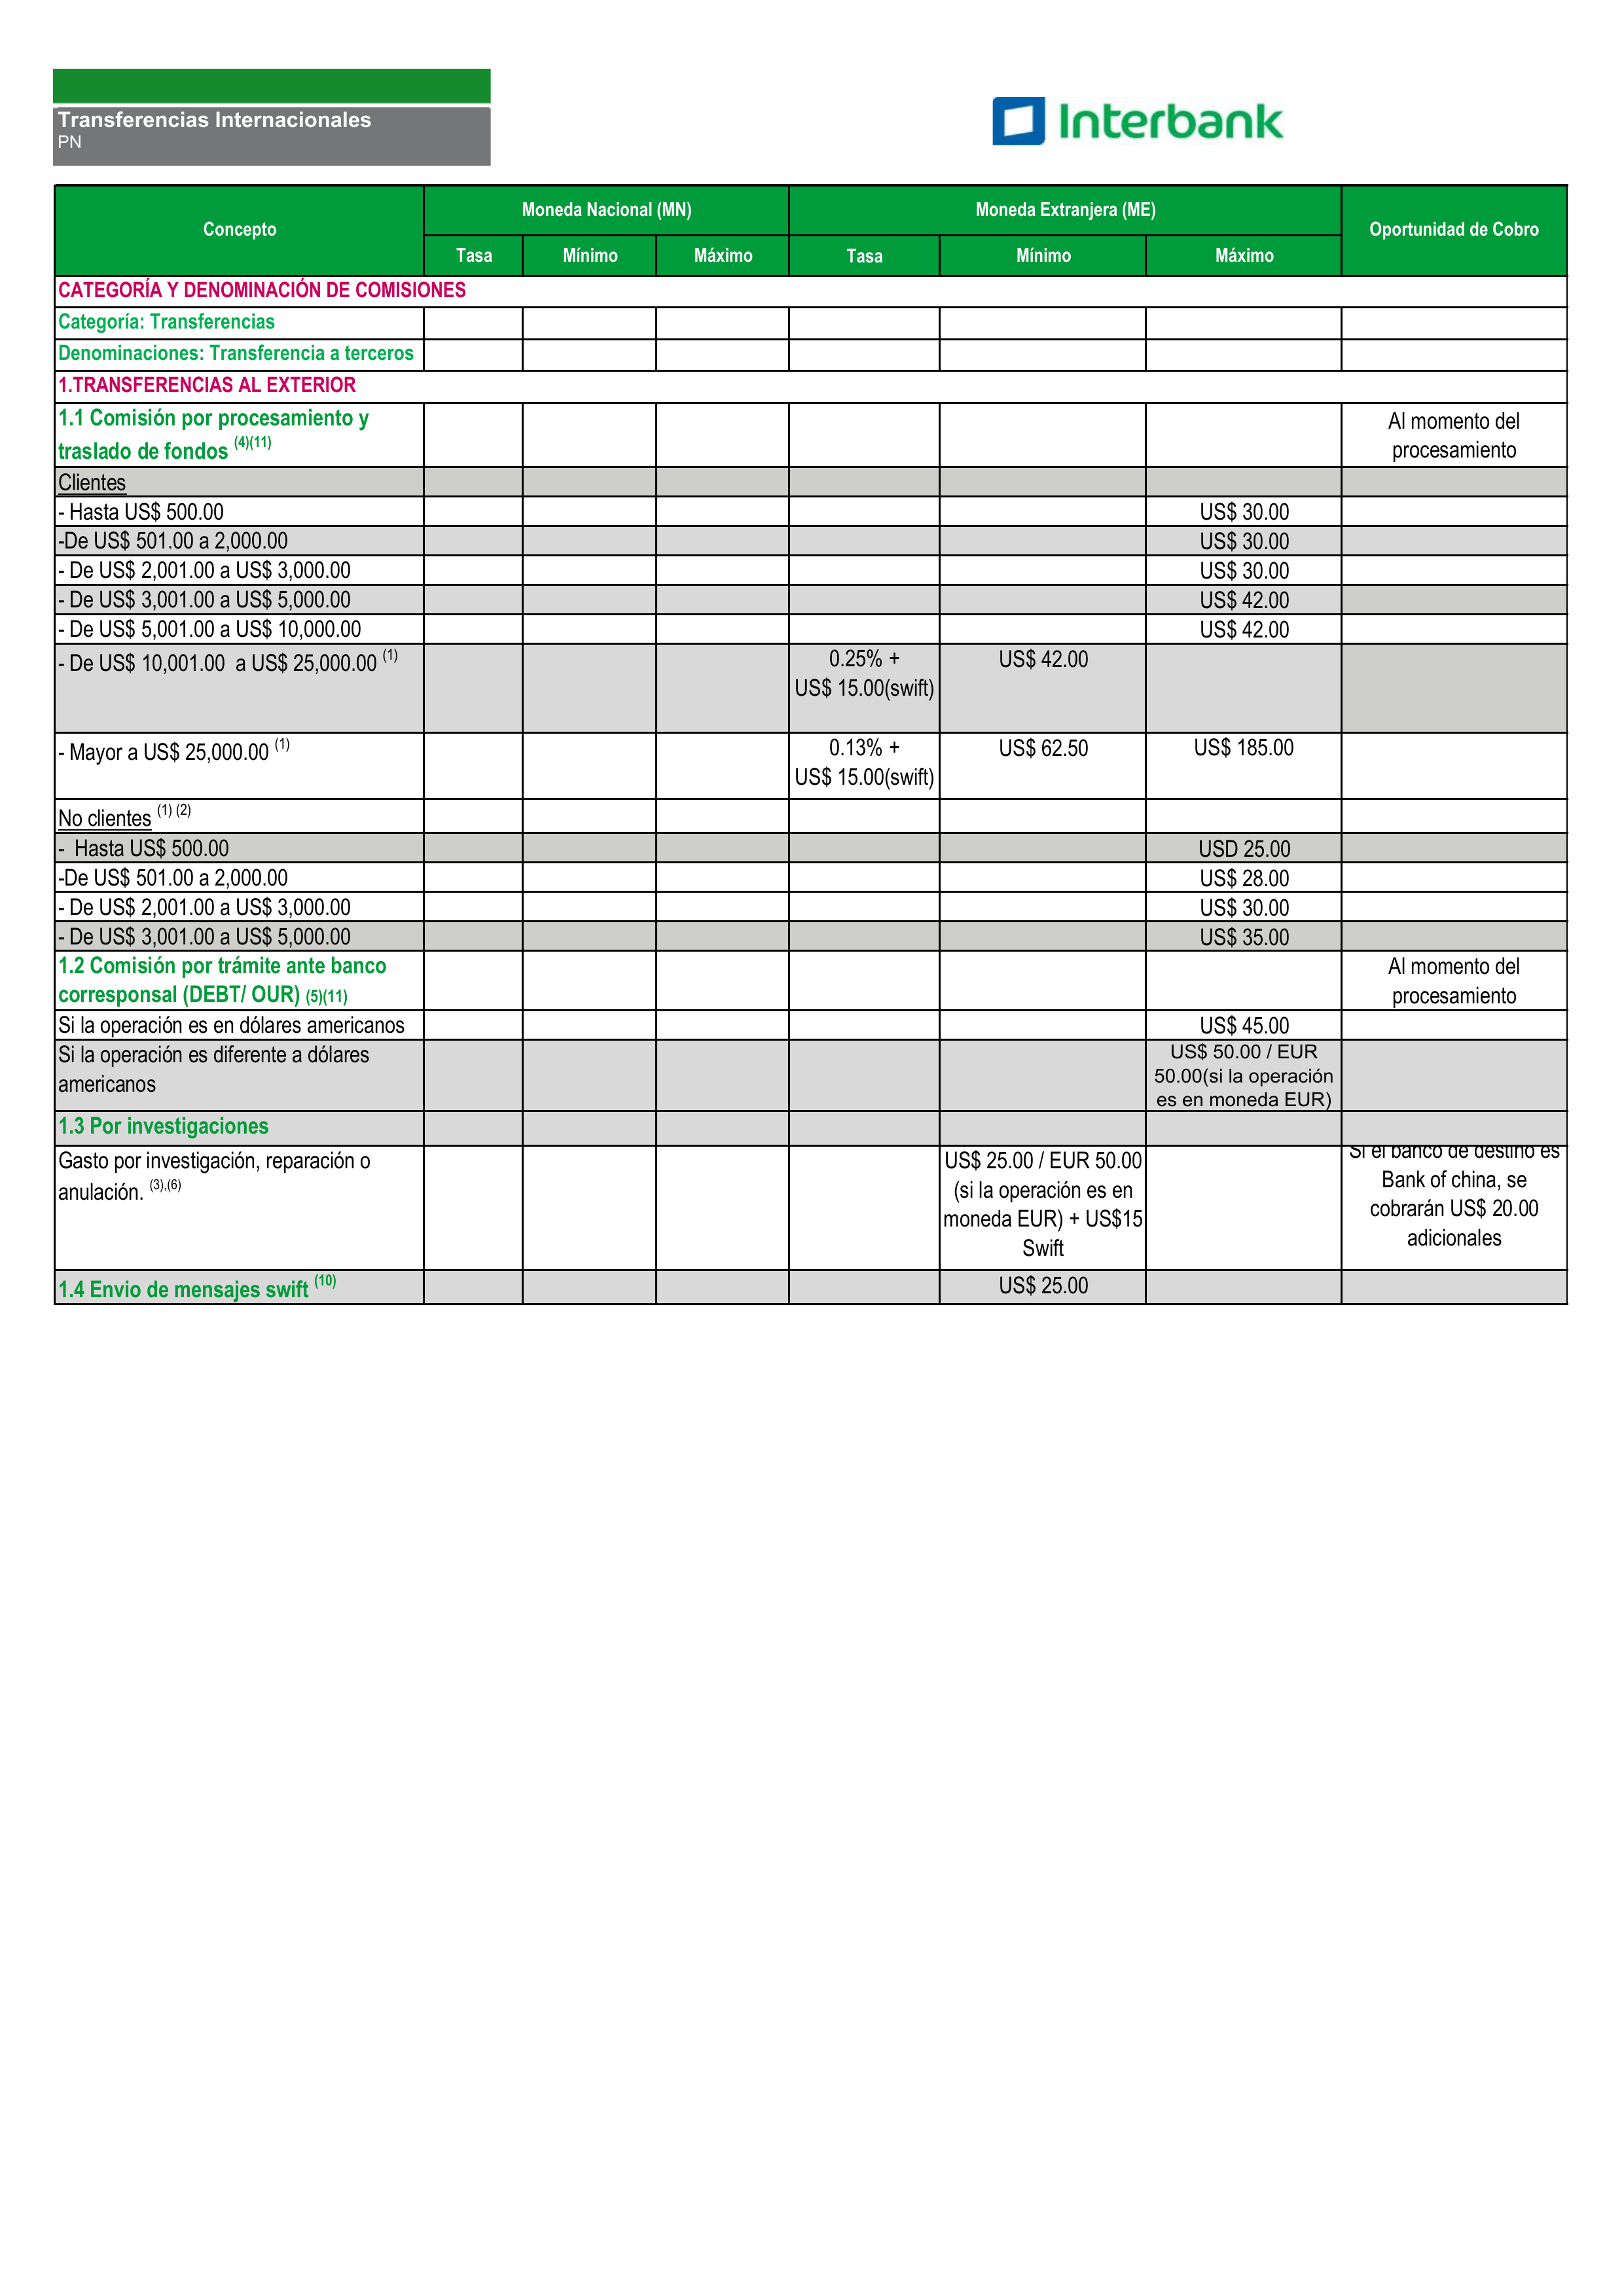 Transferencias Internacionales
PN
Interbank
Concepto
Moneda Nacional (MN)
Moneda Extranjera (ME)
Oportunidad de Cobro
Tasa
Mínimo
Máximo
Tasa
Mínimo
Máximo
CATEGORÍA Y DENOMINACIÓN DE COMISIONES
Categoría: Transferencias
Denominaciones: Transferencia a terceros
1.TRANSFERENCIAS AL EXTERIOR
1.1 Comisión por procesamiento y
traslado de fondos (4)(11)
Al momento del
procesamiento
Clientes
- Hasta US$ 500.00
US$ 30.00
-De US$ 501.00 a 2,000.00
US$ 30.00
- De US$ 2,001.00 a US$ 3,000.00
US$ 30.00
- De US$ 3,001.00 a US$ 5,000.00
US$ 42.00
- De US$ 5,001.00 a US$ 10,000.00
US$ 42.00
- De US$ 10,001.00 a US$ 25,000.00 (1)
0.25% +
US$ 15.00(swift)
US$ 42.00
- Mayor a US$ 25,000.00 (1)
0.13% +
US$ 15.00(swift)
US$ 62.50
US$ 185.00
No clientes (1) (2)
- Hasta US$ 500.00
USD 25.00
-De US$ 501.00 a 2,000.00
US$ 28.00
- De US$ 2,001.00 a US$ 3,000.00
US$ 30.00
- De US$ 3,001.00 a US$ 5,000.00
US$ 35.00
1.2 Comisión por trámite ante banco
corresponsal (DEBT/ OUR) (5)(11)
Al momento del
procesamiento
Si la operación es en dólares americanos
US$ 45.00
Si la operación es diferente a dólares
americanos
US$ 50.00 / EUR
50.00(si la operación
es en moneda EUR)
1.3 Por investigaciones
Gasto por investigación, reparación o
anulación. (3),(6)
US$ 25.00 / EUR 50.00
(si la operación es en
moneda EUR) + US$15
Swift
Si el banco de destino es
Bank of china, se
cobrarán US$ 20.00
adicionales
1.4 Envio de mensajes swift (10)
US$ 25.00